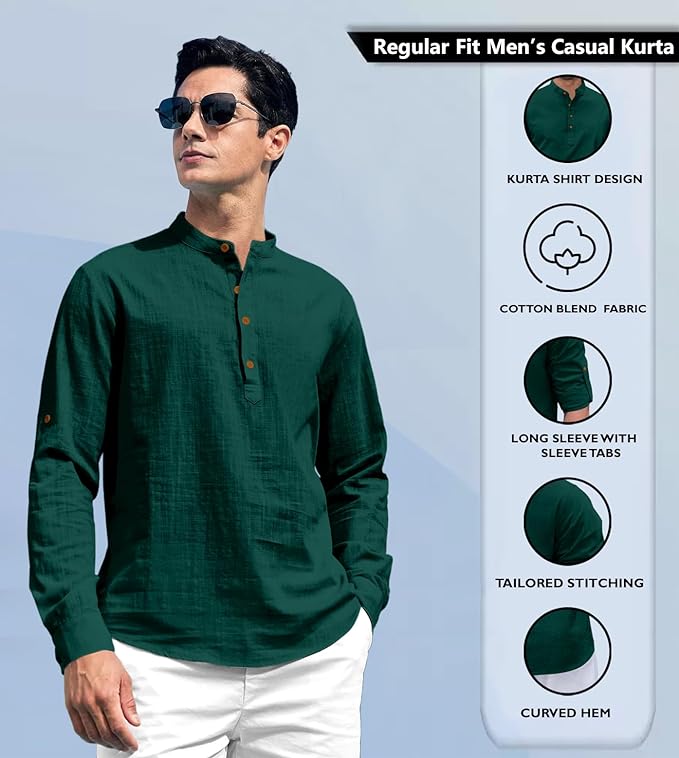 Regular Fit Men's Casual Kurta
KURTA SHIRT DESIGN
COTTON BLEND FABRIC
LONG SLEEVE WITH
SLEEVE TABS
TAILORED STITCHING
CURVED HEM